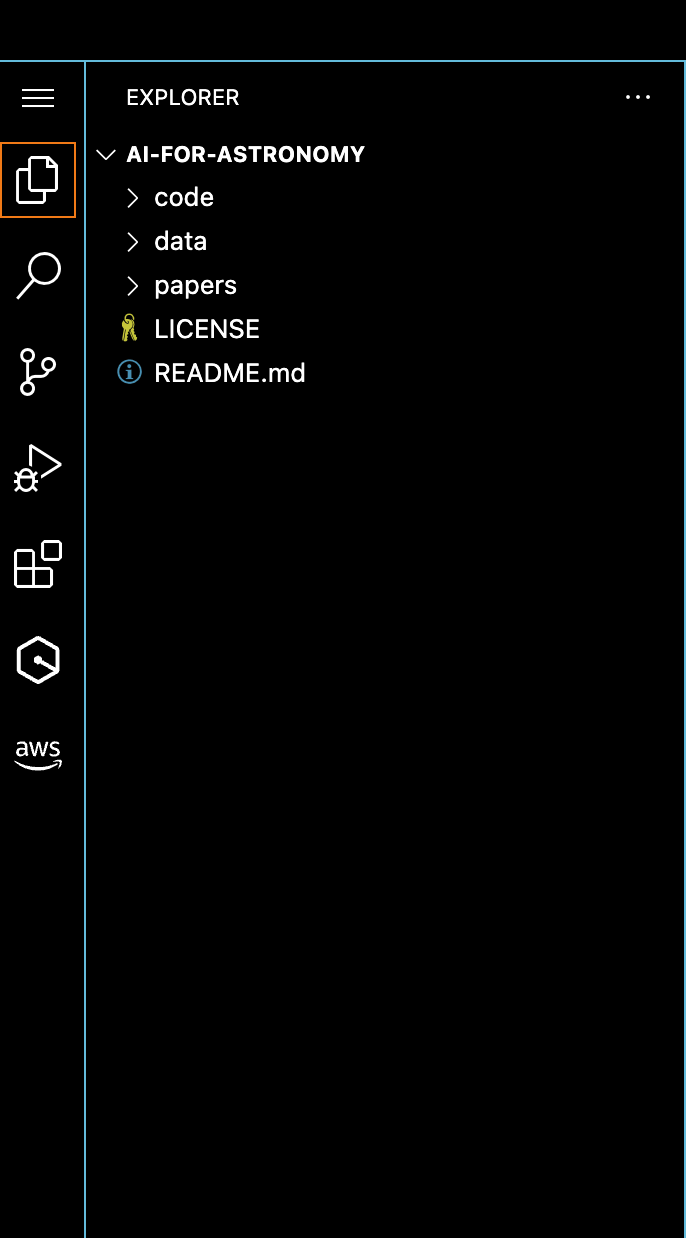 EXPLORER
AI-FOR-ASTRONOMY
code
data
papers
LICENSE
README.md
aws